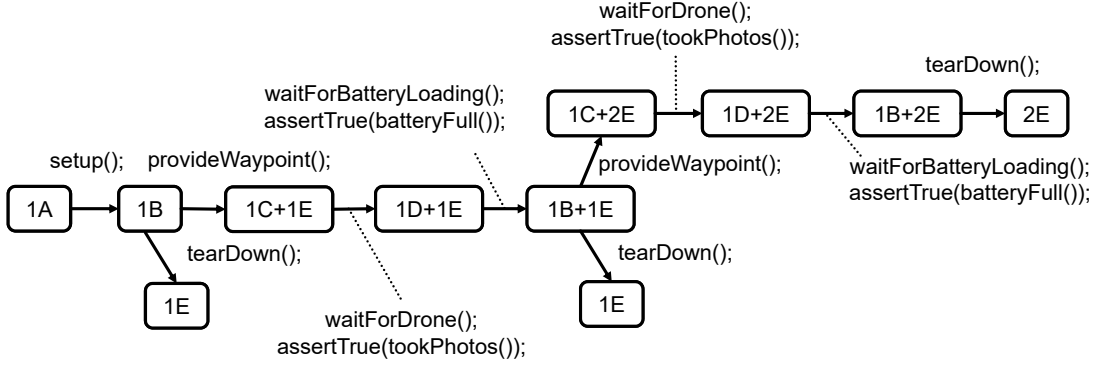 waitForDrone();
assertTrue(tookPhotos());
tearDown();
waitForBatteryLoading();
assertTrue(batteryFull());
1C+2E
1D+2E
1B+2E
2E
setup();
provideWaypoint();
provideWaypoint();
waitForBatteryLoading();
assertTrue(batteryFull());
1A
1B
1C+1E
1D+1E
1B+1E
tearDown();
tearDown();
1E
1E
waitForDrone();
assertTrue(tookPhotos());